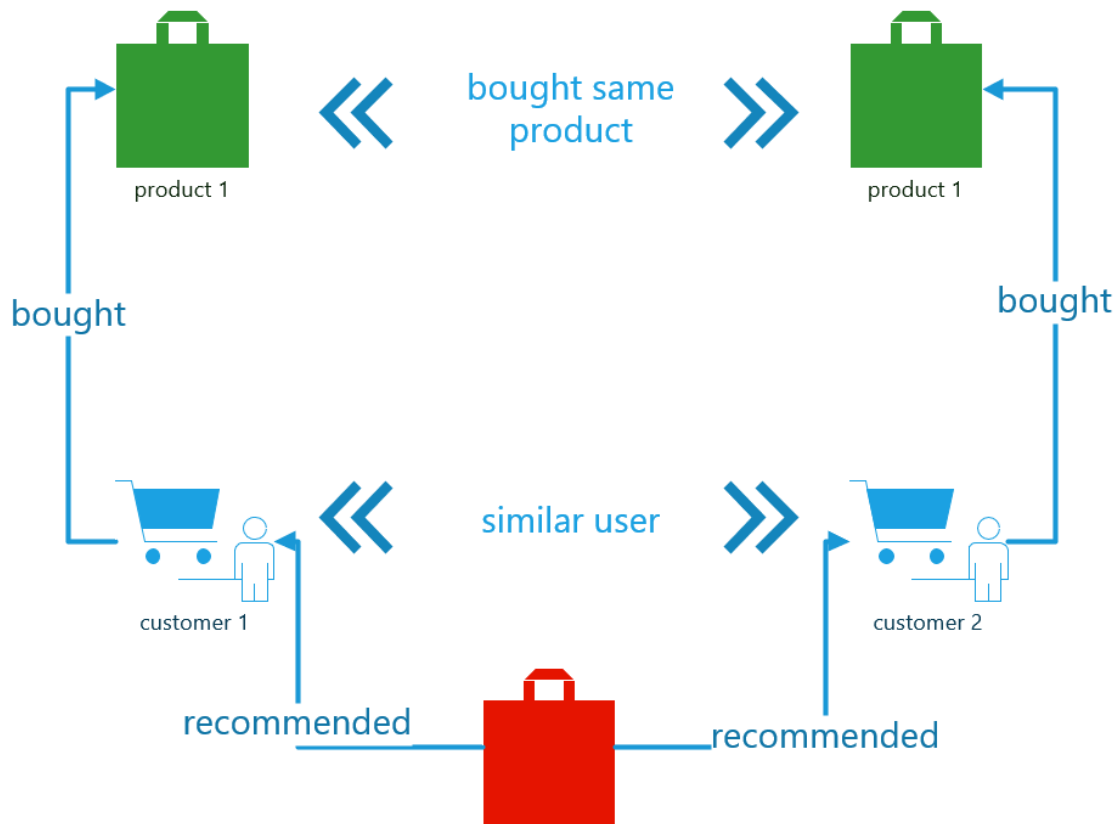 bought same
product
product 1
product 1
bought
bought
similar user
customer 1
customer 2
recommended
recommended